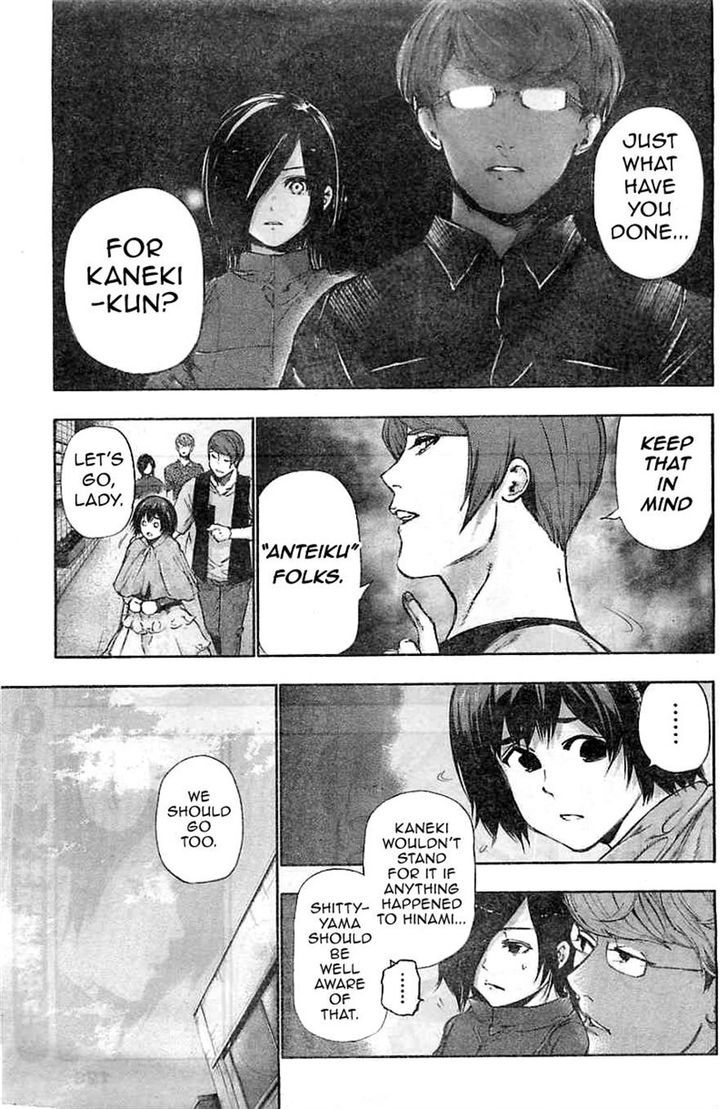 JUST
WHAT
HAVE
YOU
DONE...
FOR
KANEKI
-KUN?
KEEP
THAT
IN
MIND
"ANTEIKU"
FOLKS.
LET'S
GO,
LADY.
......
KANEKI
WOULDN'T
STAND
FOR IT IF
ANYTHING
HAPPENED
TO HINAMI...
SHITTY-
YAMA
SHOULD
BE
WELL
AWARE
OF
THAT.
......
WE
SHOULD
GO
TOO.